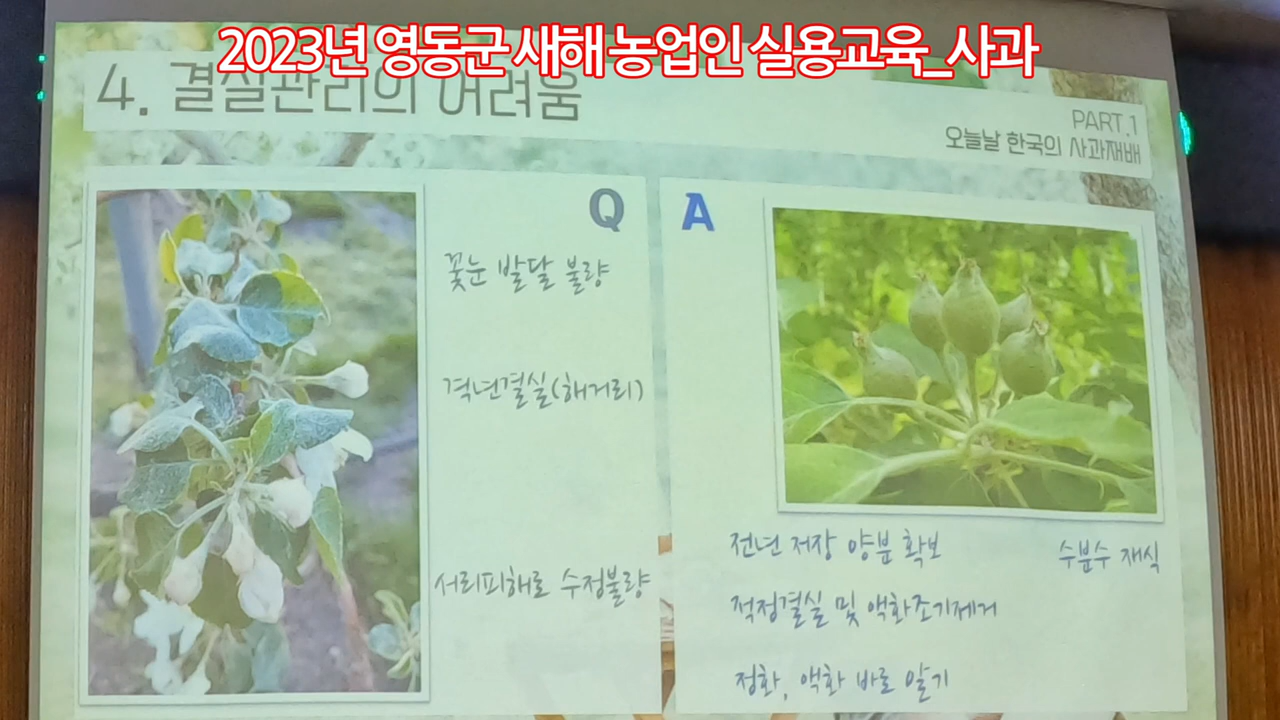 2023년 영동군 새해 농업인 실용교육_사과
4. 결실관리의 어려움
PART.1
오늘날 한국의 사과재배
Q
꽃눈 발달 불량
격년결실(해거리)
서리피해로 수정불량
A
전년 저장 양분 확보
수분수 재식
적정결실 및 액화조기제거
정화, 액화 바로 알기